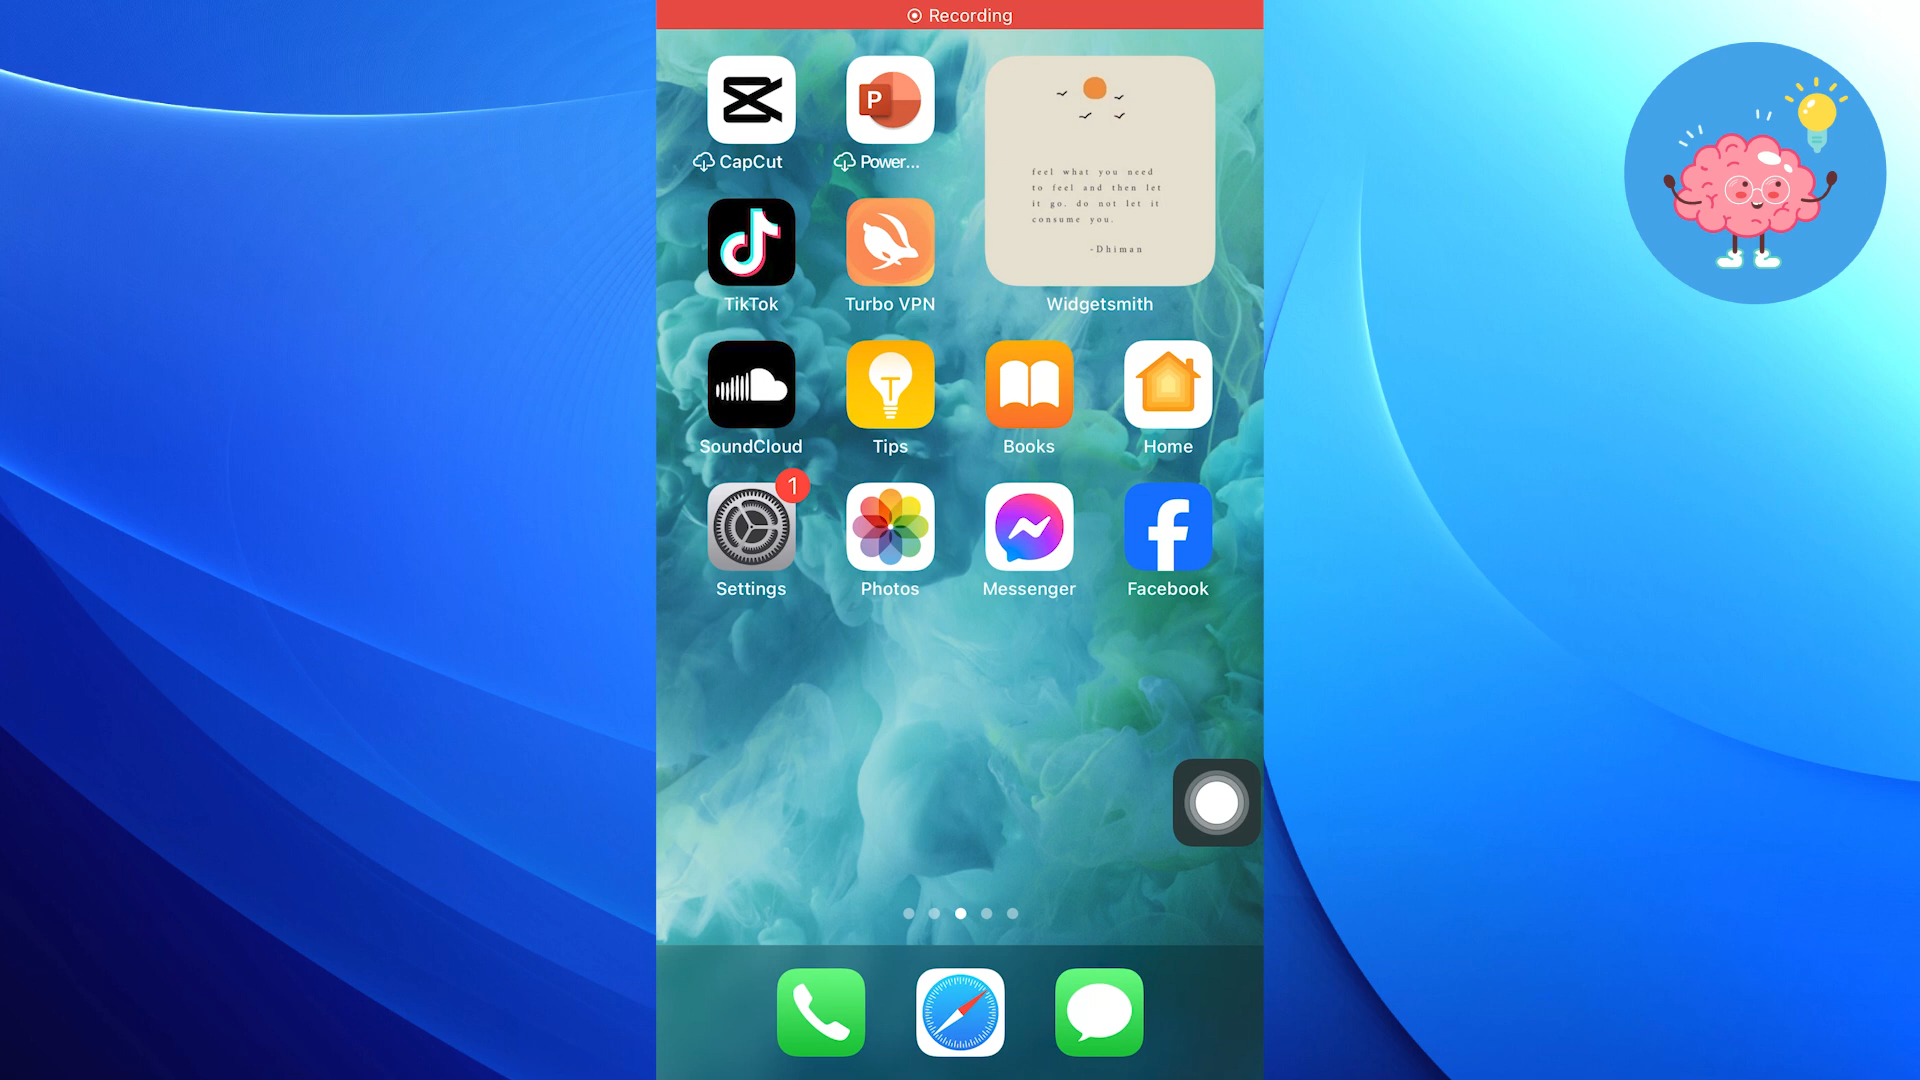 Recording
CapCut
Power...
feel what you need
to feel and then let
it go. do not let it
consume you.
-Dhiman
TikTok
Turbo VPN
Widgetsmith
SoundCloud
Tips
Books
Home
1
Settings
Photos
Messenger
Facebook